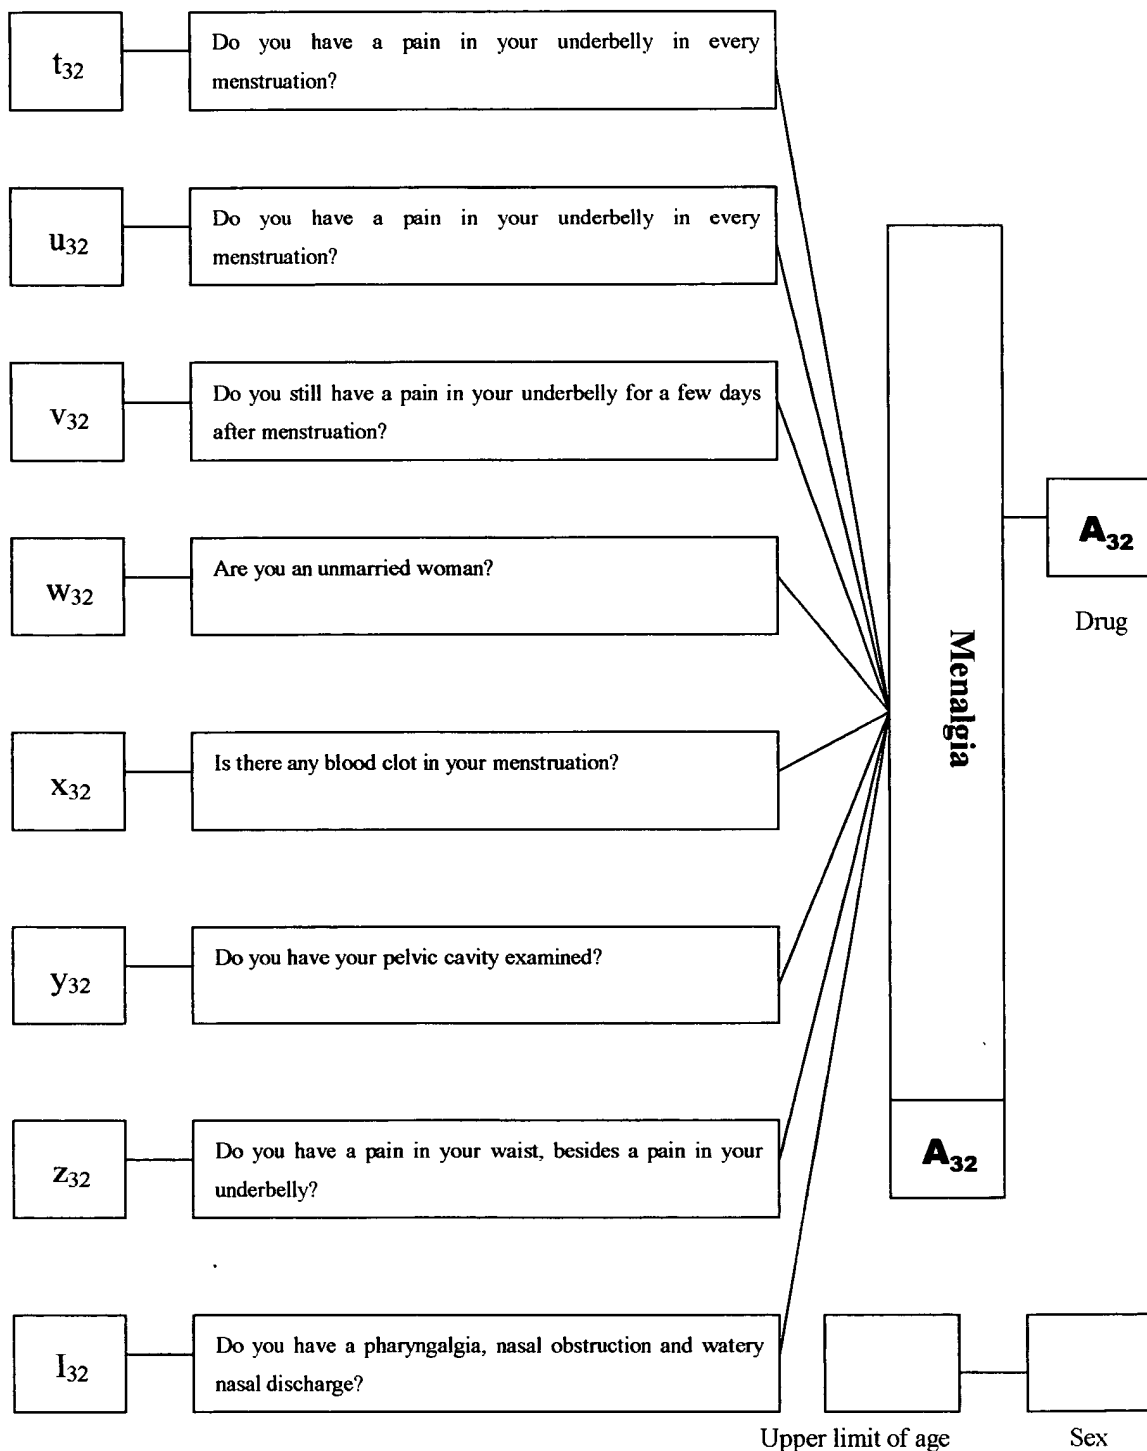 t32
Do you have a pain in your underbelly in every
menstruation?
u32
Do you have a pain in your underbelly in every
menstruation?
v32
Do you still have a pain in your underbelly for a few days
after menstruation?
w32
Are you an unmarried woman?
x32
Is there any blood clot in your menstruation?
y32
Do you have your pelvic cavity examined?
z32
Do you have a pain in your waist, besides a pain in your
underbelly?
I32
Do you have a pharyngalgia, nasal obstruction and watery
nasal discharge?
Menalgia
A32
A32
Drug
Upper limit of age
Sex